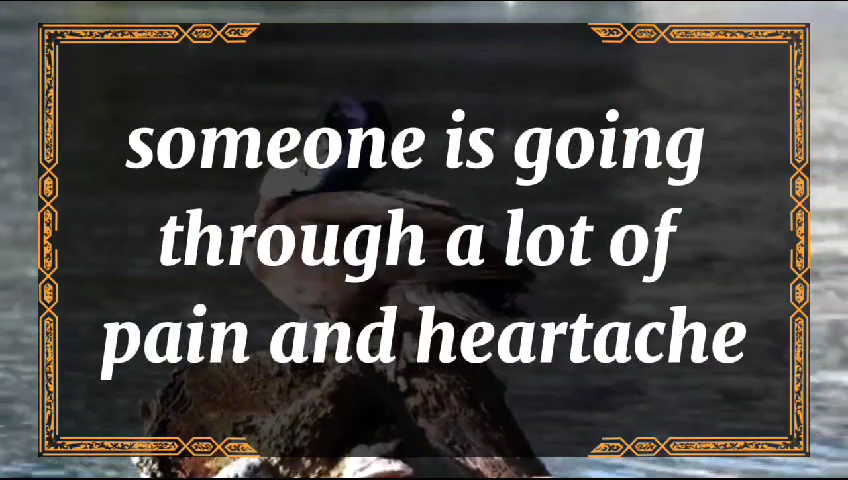 someone is going
through a lot of
pain and heartache